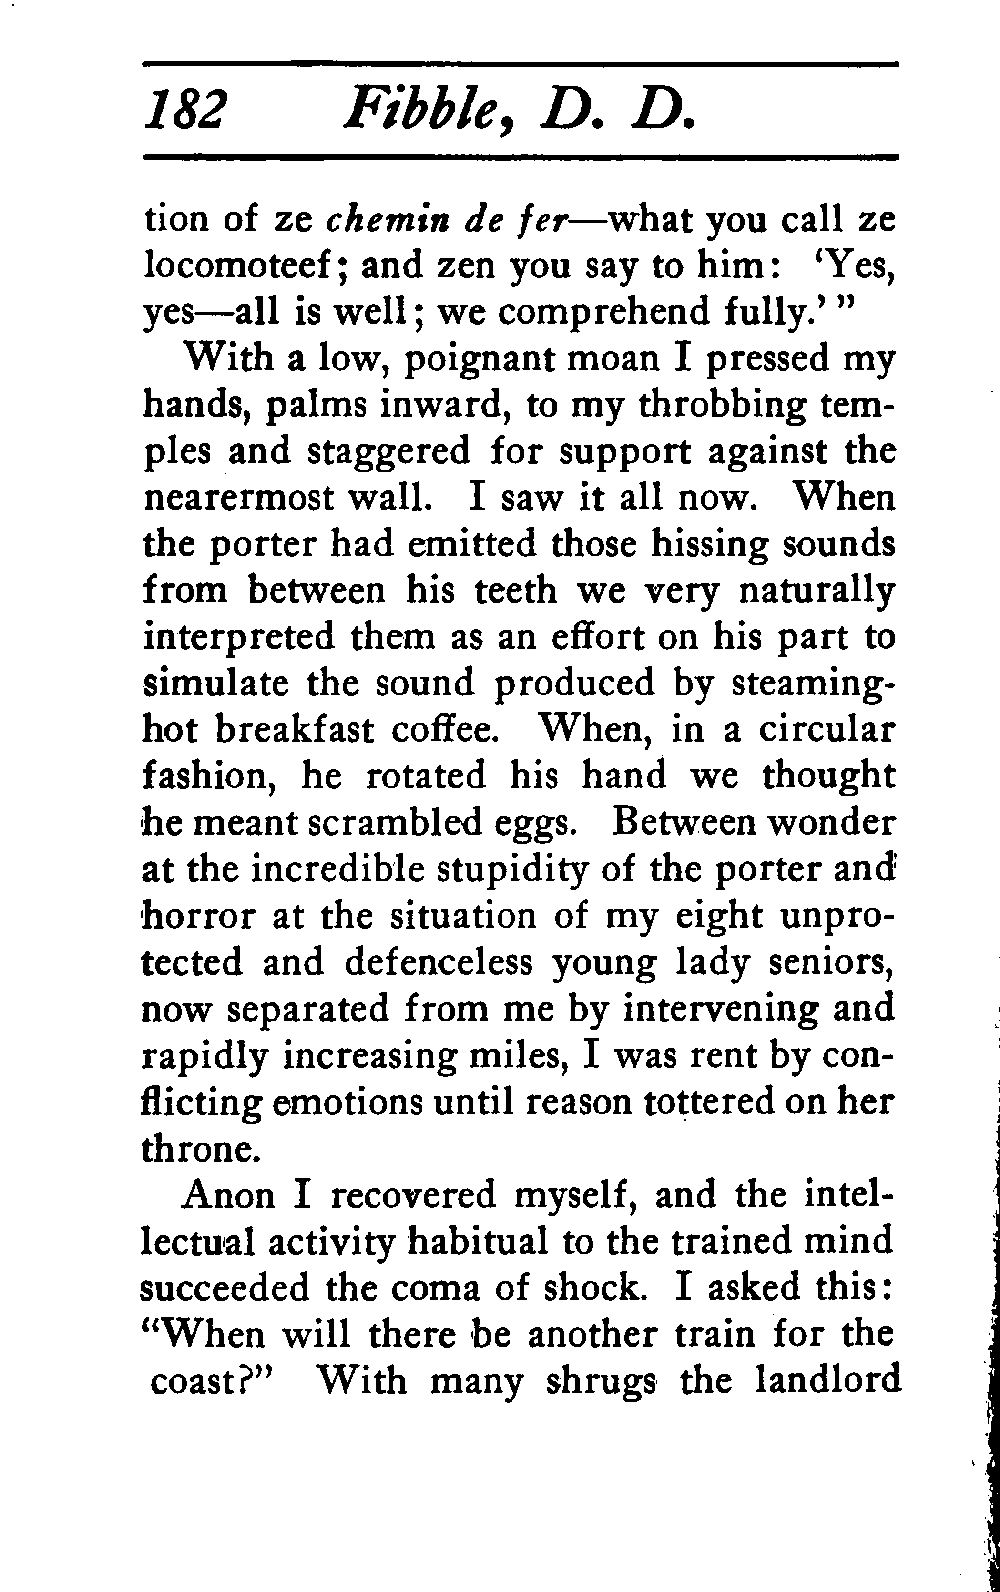 182 Fibble, D. D.
tion of ze chemin de fer—what you call ze
locomoteef; and zen you say to him: ‘Yes,
yes—all is well; we comprehend fully.’ ”
With a low, poignant moan I pressed my
hands, palms inward, to my throbbing tem-
ples and staggered for support against the
nearermost wall. I saw it all now. When
the porter had emitted those hissing sounds
from between his teeth we very naturally
interpreted them as an effort on his part to
simulate the sound produced by steaming-
hot breakfast coffee. When, in a circular
fashion, he rotated his hand we thought
he meant scrambled eggs. Between wonder
at the incredible stupidity of the porter and
horror at the situation of my eight unpro-
tected and defenceless young lady seniors,
now separated from me by intervening and
rapidly increasing miles, I was rent by con-
flicting emotions until reason tottered on her
throne.
Anon I recovered myself, and the intel-
lectual activity habitual to the trained mind
succeeded the coma of shock. I asked this:
“When will there be another train for the
coast?” With many shrugs the landlord